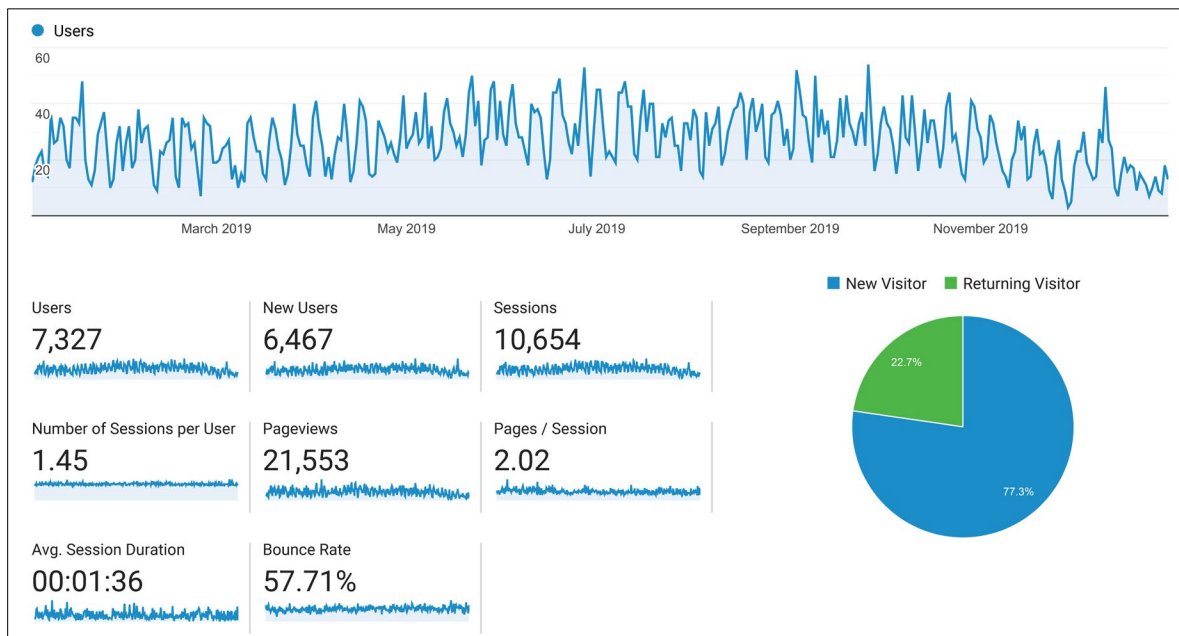 Users
60
40
20
March 2019 May 2019 July 2019 September 2019 November 2019
New Visitor Returning Visitor
Users New Users Sessions
7,327 6,467 10,654
22.7%
Number of Sessions per User Pageviews Pages / Session
1.45 21,553 2.02
77.3%
Avg. Session Duration Bounce Rate
00:01:36 57.71%